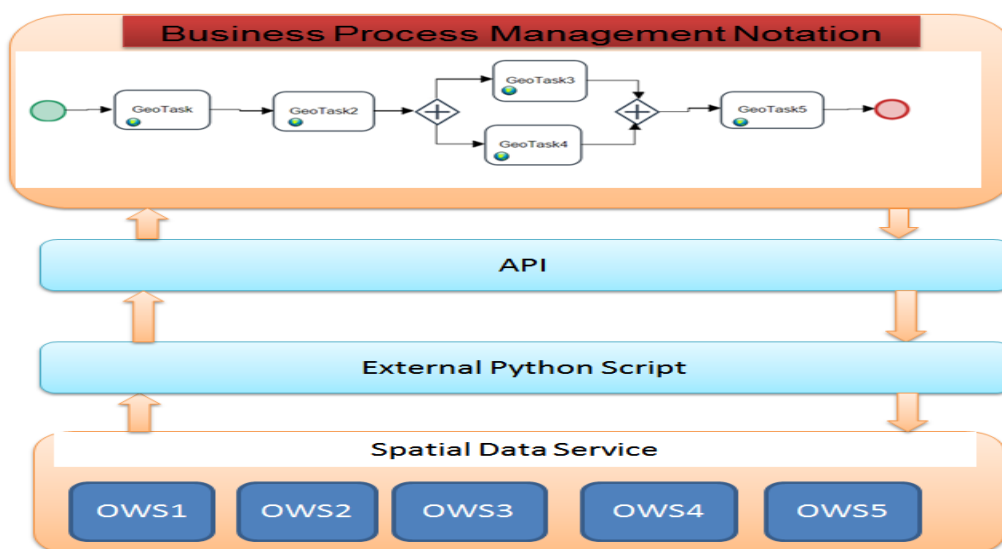 Business Process Management Notation
GeoTask
GeoTask2
GeoTask3
GeoTask4
GeoTask5
API
External Python Script
Spatial Data Service
OWS1 OWS2 OWS3 OWS4 OWS5